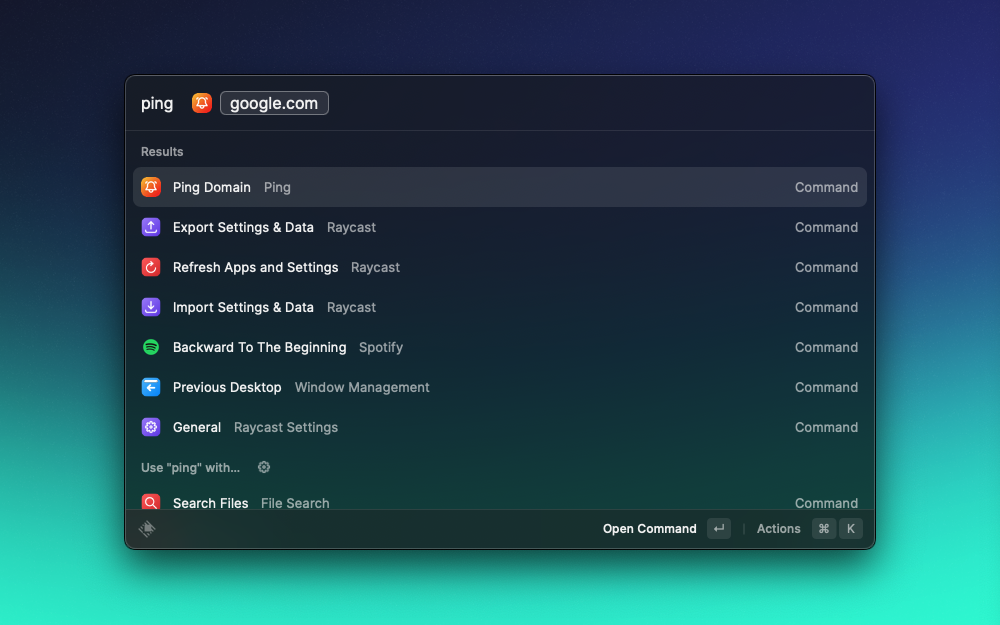 ping google.com
Results
Ping Domain Ping Command
Export Settings & Data Raycast Command
Refresh Apps and Settings Raycast Command
Import Settings & Data Raycast Command
Backward To The Beginning Spotify Command
Previous Desktop Window Management Command
General Raycast Settings Command
Use "ping" with...
Search Files File Search Command
Open Command ↵ | Actions ⌘ K